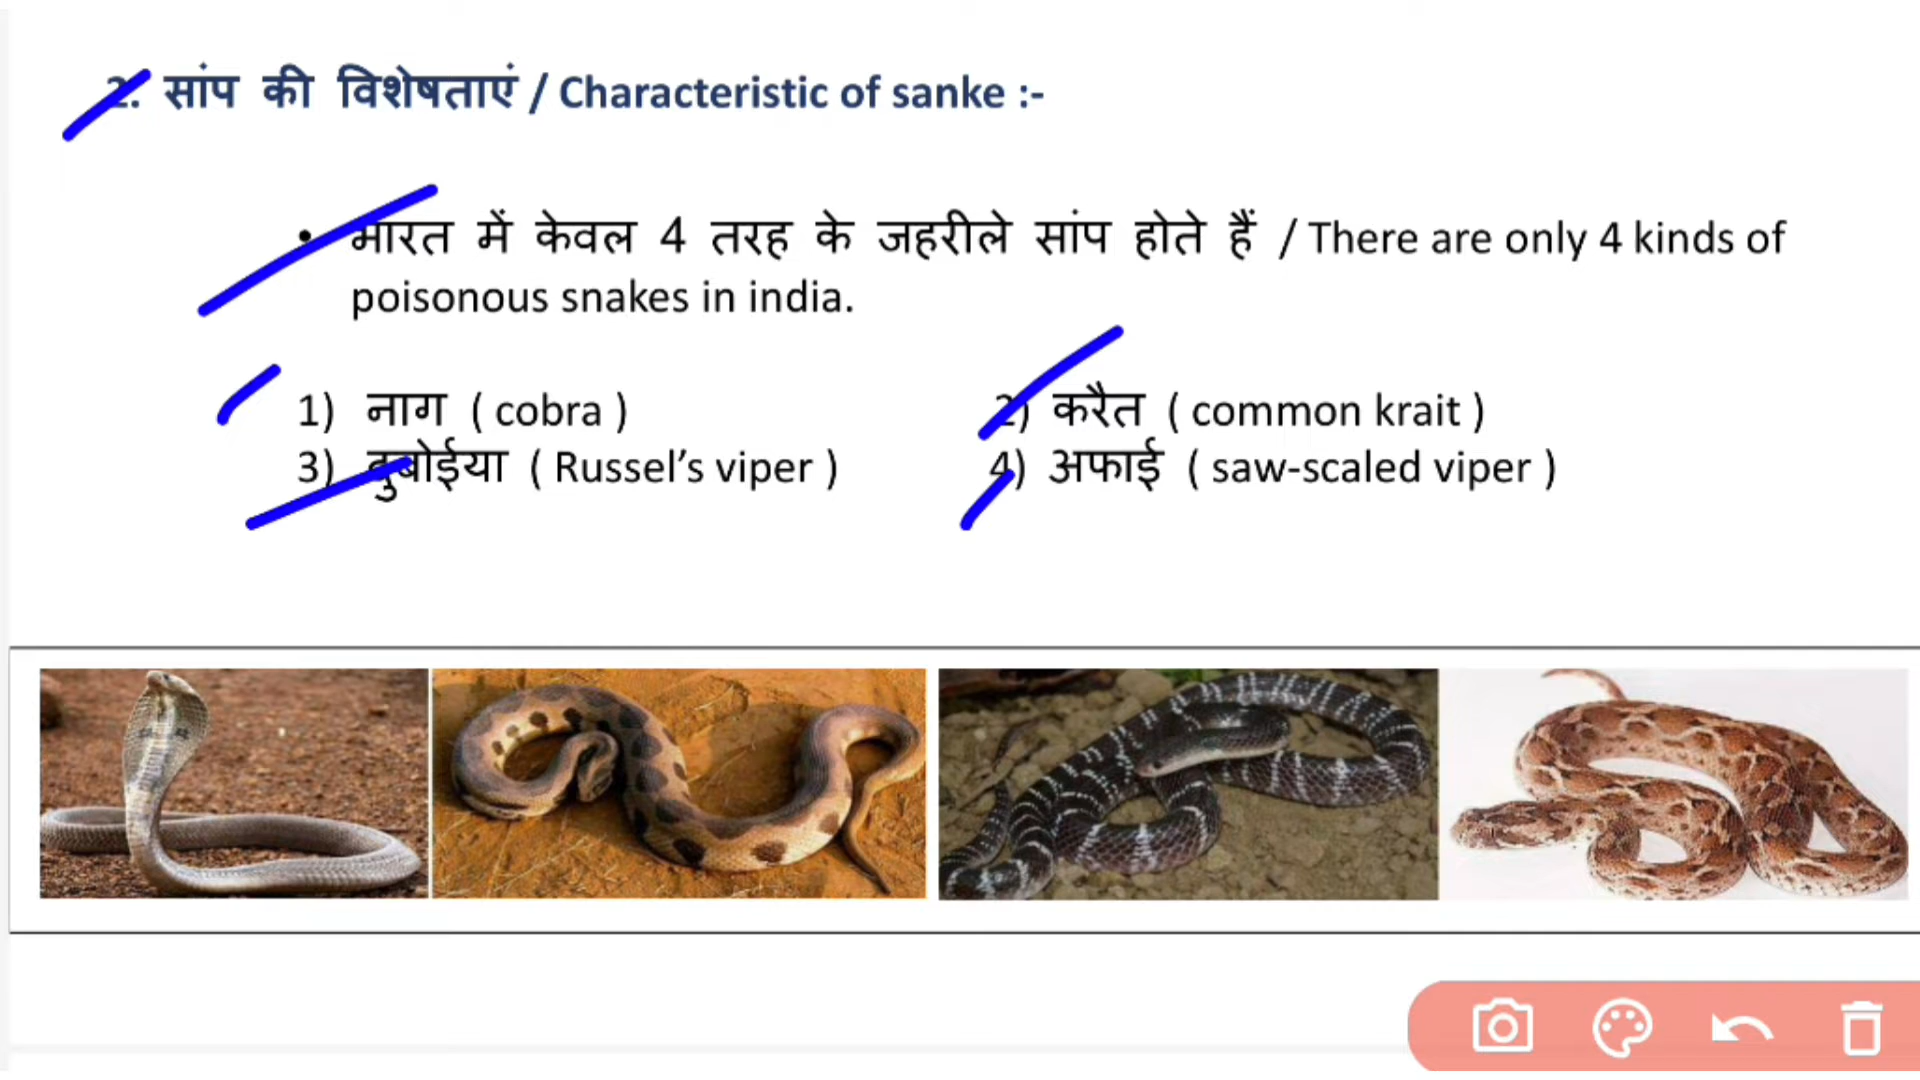 2. सांप की विशेषताएं / Characteristic of sanke :-
• भारत में केवल 4 तरह के जहरीले सांप होते हैं / There are only 4 kinds of
poisonous snakes in india.
1) नाग ( cobra ) 2) करैत ( common krait )
3) दुबोईया ( Russel’s viper ) 4) अफाई ( saw-scaled viper )